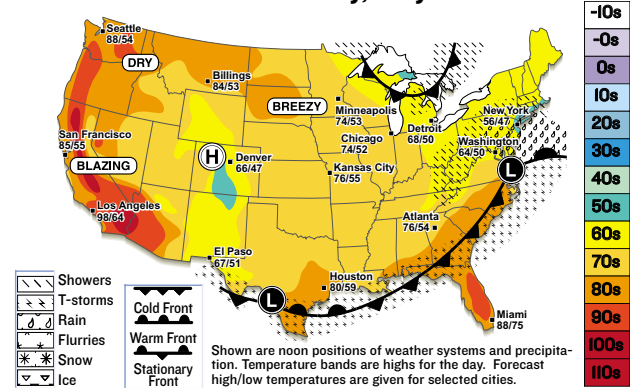 Seattle
88/54
DRY
Billings
84/53
BREEZY
Minneapolis
74/53
New York
56/47
Detroit
68/50
San Francisco
85/55
Chicago
74/52
Washington
64/50
BLAZING
H
Denver
66/47
Kansas City
76/55
L
Los Angeles
98/64
Atlanta
76/54
El Paso
67/51
Houston
80/59
L
Miami
88/75
Showers
T-storms
Rain
Flurries
Snow
Ice
Cold Front
Warm Front
Stationary
Front
Shown are noon positions of weather systems and precipita-
tion. Temperature bands are highs for the day. Forecast
high/low temperatures are given for selected cities.
-10s
-0s
0s
10s
20s
30s
40s
50s
60s
70s
80s
90s
100s
110s